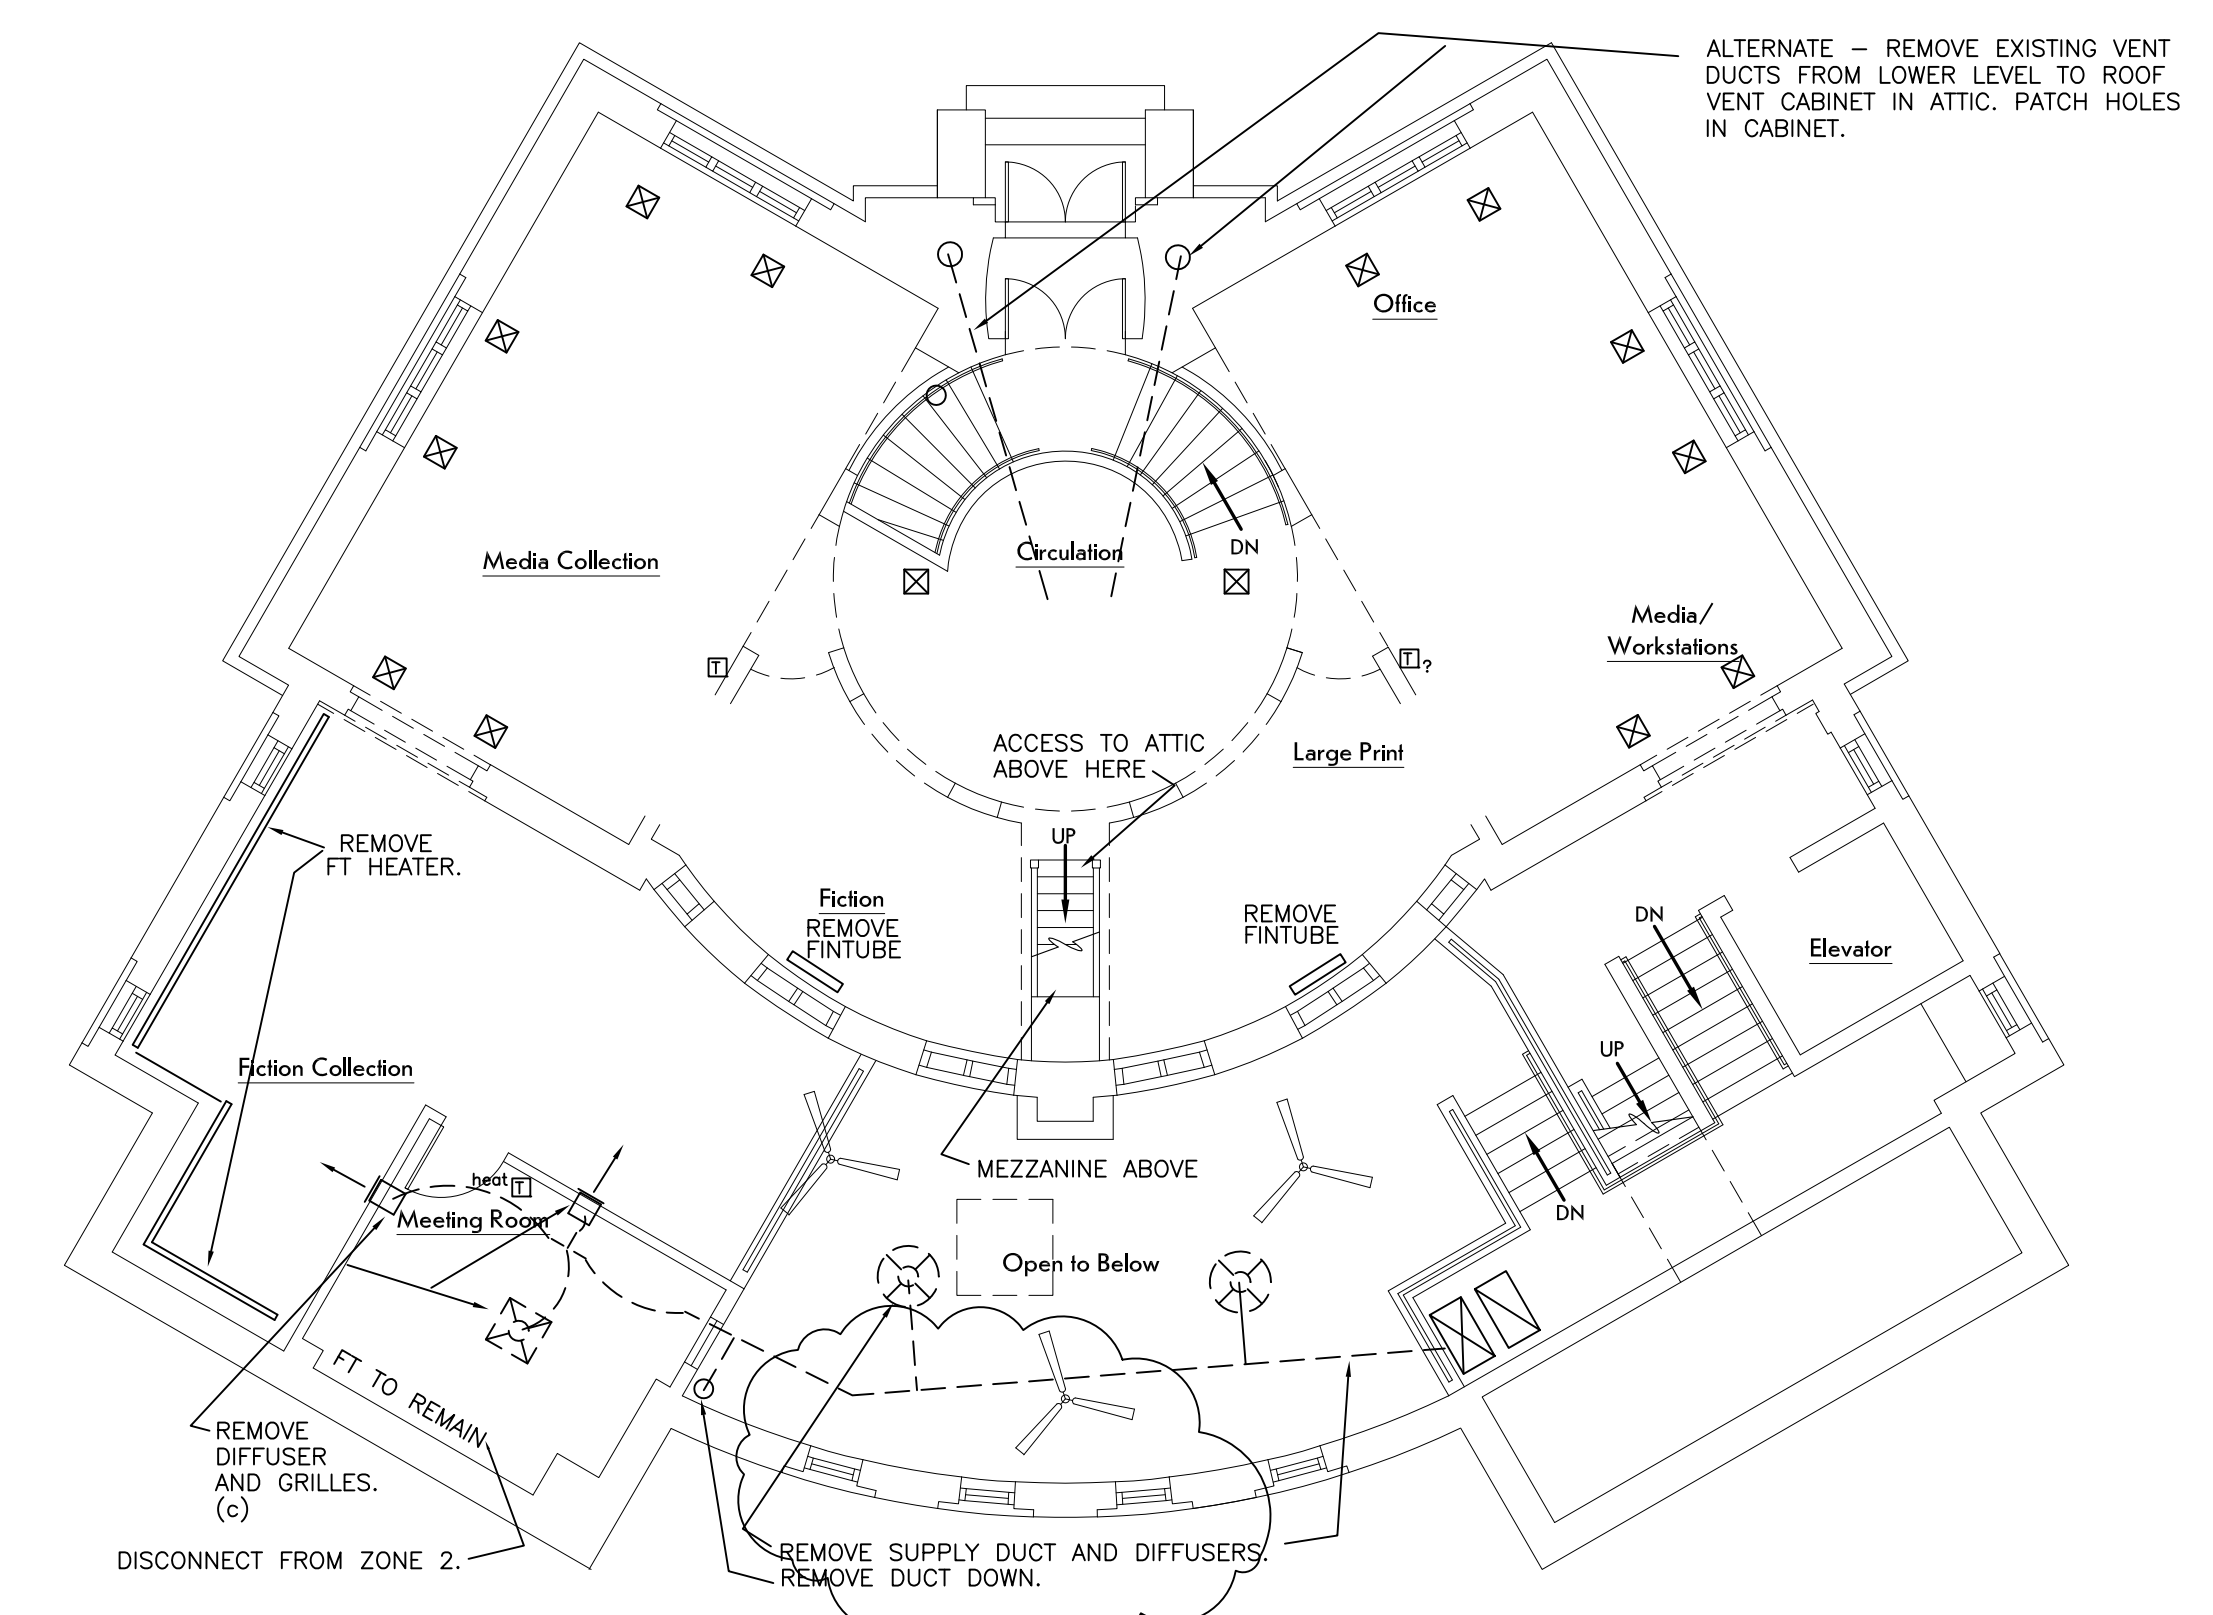 ALTERNATE – REMOVE EXISTING VENT
DUCTS FROM LOWER LEVEL TO ROOF
VENT CABINET IN ATTIC. PATCH HOLES
IN CABINET.
Office
Media Collection
Circulation
DN
Media/
Workstations
T
T
?
ACCESS TO ATTIC
ABOVE HERE
Large Print
UP
REMOVE
FT HEATER.
Fiction
REMOVE
FINTUBE
REMOVE
FINTUBE
DN
Elevator
UP
Fiction Collection
MEZZANINE ABOVE
heat
T
Meeting Room
DN
Open to Below
FT TO REMAIN
REMOVE
DIFFUSER
AND GRILLES.
(c)
DISCONNECT FROM ZONE 2.
REMOVE SUPPLY DUCT AND DIFFUSERS.
REMOVE DUCT DOWN.